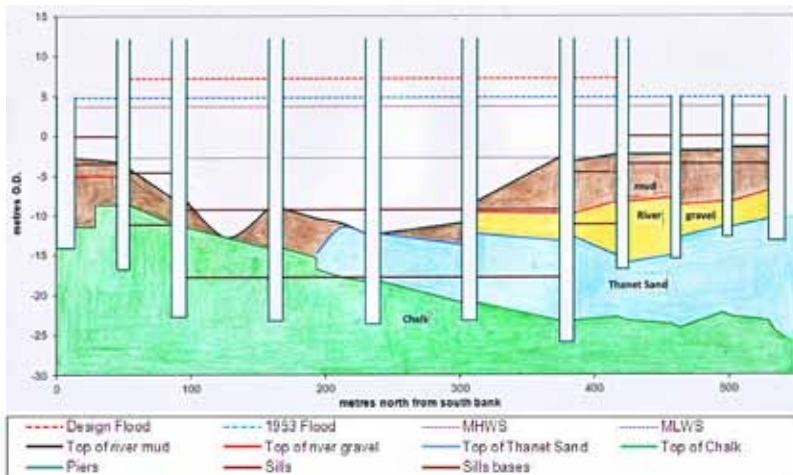 15
10
5
0
-5
-10
-15
-20
-25
-30
metres O.D.
mud
River gravel
Thanet Sand
Chalk
0 100 200 300 400 500
metres north from south bank
Design Flood 1953 Flood MHWS MLWS
Top of river mud Top of river gravel Top of Thanet Sand Top of Chalk
Piers Sills Sills bases